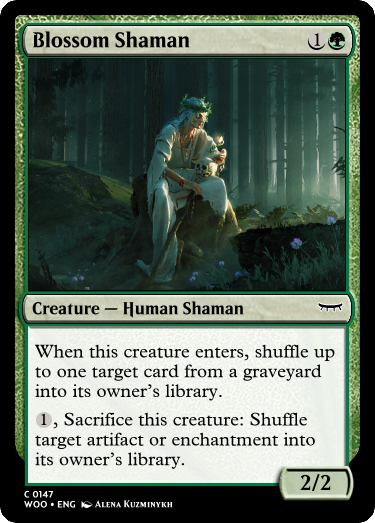 Blossom Shaman 1
Creature — Human Shaman
When this creature enters, shuffle up
to one target card from a graveyard
into its owner's library.
1, Sacrifice this creature: Shuffle
target artifact or enchantment into
its owner's library.
2/2
C 0147
WOO • ENG Alena Kuzminykh